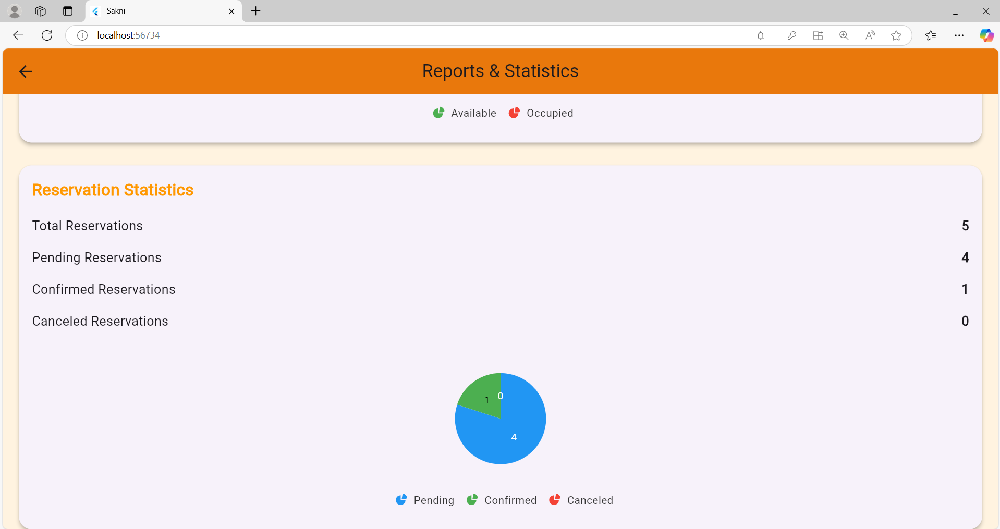 Sakni
localhost:56734
Reports & Statistics
Available Occupied
Reservation Statistics
Total Reservations 5
Pending Reservations 4
Confirmed Reservations 1
Canceled Reservations 0
1 0
4
Pending Confirmed Canceled